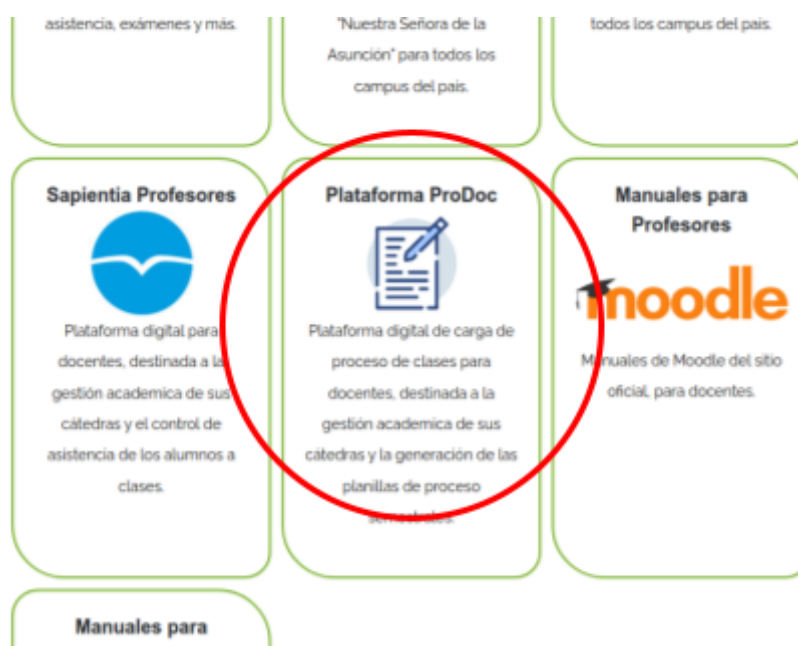 asistencia, exámenes y más.
"Nuestra Señora de la
Asunción" para todos los
campus del país.
todos los campus del país.
Sapientia Profesores
Plataforma digital para
docentes, destinada a la
gestión academica de sus
cátedras y el control de
asistencia de los alumnos a
clases.
Plataforma ProDoc
Plataforma digital de carga de
proceso de clases para
docentes, destinada a la
gestión academica de sus
cátedras y la generación de las
planillas de proceso
semestrales.
Manuales para
Profesores
moodle
Manuales de Moodle del sitio
oficial, para docentes.
Manuales para